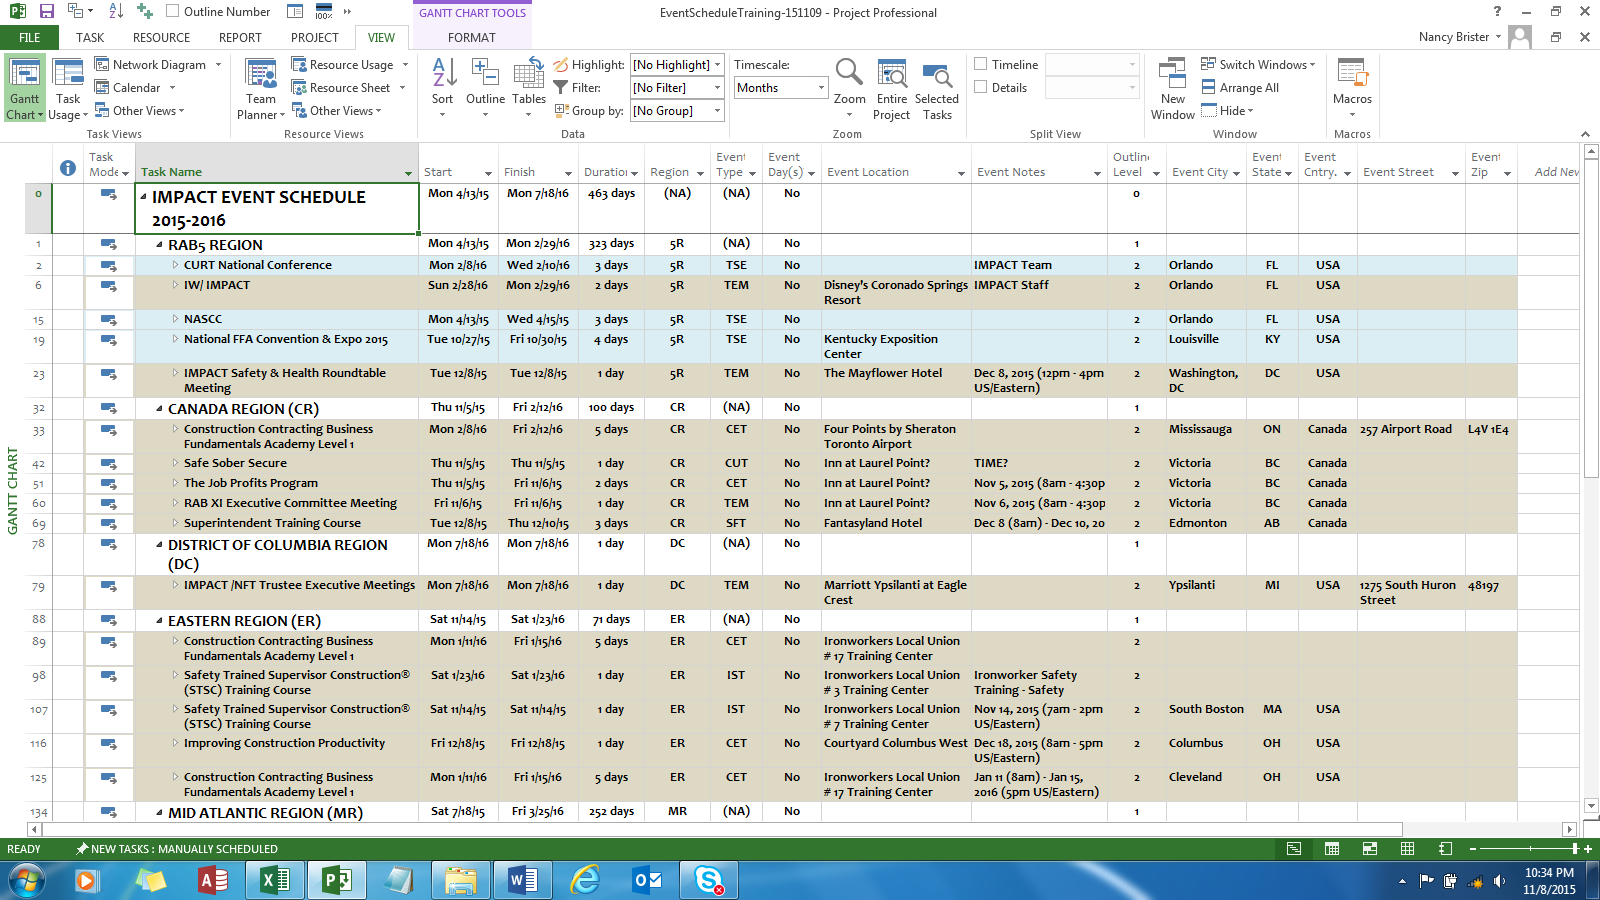 Outline Number
100%
GANTT CHART TOOLS
EventScheduleTraining-151109 - Project Professional
FILE TASK RESOURCE REPORT PROJECT VIEW FORMAT
Nancy Brister
Gantt Chart
Task Usage
Network Diagram
Calendar
Other Views
Task Views
Team Planner
Resource Usage
Resource Sheet
Other Views
Resource Views
Sort
Outline
Tables
Highlight: [No Highlight]
Filter: [No Filter]
Group by: [No Group]
Data
Timescale:
Months
Zoom
Entire Project
Selected Tasks
Zoom
Timeline
Details
Split View
New Window
Switch Windows
Arrange All
Hide
Window
Macros
Macros
Task Mode Task Name Start Finish Duration Region Event Type Event Day(s) Event Location Event Notes Outline Level Event City Event State Event Cntry. Event Street Event Zip Add New
0 IMPACT EVENT SCHEDULE 2015-2016 Mon 4/13/15 Mon 7/18/16 463 days (NA) (NA) No 0
1 RAB5 REGION Mon 4/13/15 Mon 2/29/16 323 days 5R (NA) No 1
2 CURT National Conference Mon 2/8/16 Wed 2/10/16 3 days 5R TSE No IMPACT Team 2 Orlando FL USA
6 IW/ IMPACT Sun 2/28/16 Mon 2/29/16 2 days 5R TEM No Disney's Coronado Springs Resort IMPACT Staff 2 Orlando FL USA
15 NASCC Mon 4/13/15 Wed 4/15/15 3 days 5R TSE No 2 Orlando FL USA
19 National FFA Convention & Expo 2015 Tue 10/27/15 Fri 10/30/15 4 days 5R TSE No Kentucky Exposition Center 2 Louisville KY USA
23 IMPACT Safety & Health Roundtable Meeting Tue 12/8/15 Tue 12/8/15 1 day 5R TEM No The Mayflower Hotel Dec 8, 2015 (12pm - 4pm US/Eastern) 2 Washington, DC DC USA
32 CANADA REGION (CR) Thu 11/5/15 Fri 2/12/16 100 days CR (NA) No 1
33 Construction Contracting Business Fundamentals Academy Level 1 Mon 2/8/16 Fri 2/12/16 5 days CR CET No Four Points by Sheraton Toronto Airport 2 Mississauga ON Canada 257 Airport Road L4V 1E4
42 Safe Sober Secure Thu 11/5/15 Thu 11/5/15 1 day CR CUT No Inn at Laurel Point? TIME? 2 Victoria BC Canada
51 The Job Profits Program Thu 11/5/15 Fri 11/6/15 2 days CR CET No Inn at Laurel Point? Nov 5, 2015 (8am - 4:30p 2 Victoria BC Canada
60 RAB XI Executive Committee Meeting Fri 11/6/15 Fri 11/6/15 1 day CR TEM No Inn at Laurel Point? Nov 6, 2015 (8am - 4:30p 2 Victoria BC Canada
69 Superintendent Training Course Tue 12/8/15 Thu 12/10/15 3 days CR SFT No Fantasyland Hotel Dec 8 (8am) - Dec 10, 20 2 Edmonton AB Canada
78 DISTRICT OF COLUMBIA REGION (DC) Mon 7/18/16 Mon 7/18/16 1 day DC (NA) No 1
79 IMPACT /NFT Trustee Executive Meetings Mon 7/18/16 Mon 7/18/16 1 day DC TEM No Marriott Ypsilanti at Eagle Crest 2 Ypsilanti MI USA 1275 South Huron Street 48197
88 EASTERN REGION (ER) Sat 11/14/15 Sat 1/23/16 71 days ER (NA) No 1
89 Construction Contracting Business Fundamentals Academy Level 1 Mon 1/11/16 Fri 1/15/16 5 days ER CET No Ironworkers Local Union # 17 Training Center 2
98 Safety Trained Supervisor Construction® (STSC) Training Course Sat 1/23/16 Sat 1/23/16 1 day ER IST No Ironworkers Local Union # 3 Training Center Ironworker Safety Training - Safety 2
107 Safety Trained Supervisor Construction® (STSC) Training Course Sat 11/14/15 Sat 11/14/15 1 day ER IST No Ironworkers Local Union # 7 Training Center Nov 14, 2015 (7am - 2pm US/Eastern) 2 South Boston MA USA
116 Improving Construction Productivity Fri 12/18/15 Fri 12/18/15 1 day ER CET No Courtyard Columbus West Dec 18, 2015 (8am - 5pm US/Eastern) 2 Columbus OH USA
125 Construction Contracting Business Fundamentals Academy Level 1 Mon 1/11/16 Fri 1/15/16 5 days ER CET No Ironworkers Local Union # 17 Training Center Jan 11 (8am) - Jan 15, 2016 (5pm US/Eastern) 2 Cleveland OH USA
134 MID ATLANTIC REGION (MR) Sat 7/18/15 Fri 3/25/16 252 days MR (NA) No 1
GANTT CHART
READY NEW TASKS : MANUALLY SCHEDULED
10:34 PM
11/8/2015